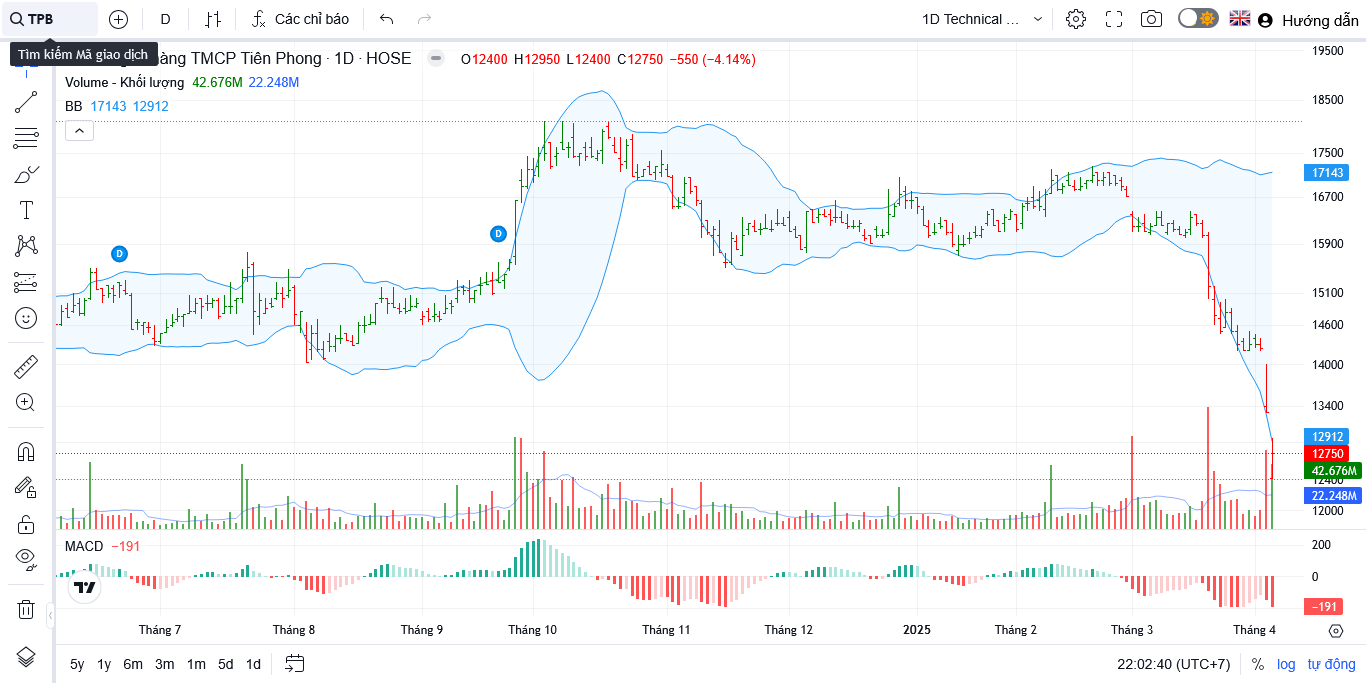 TPB
D
Các chỉ báo
1D Technical ...
Hướng dẫn
Tìm kiếm Mã giao dịch
àng TMCP Tiên Phong · 1D · HOSE
O12400 H12950 L12400 C12750 −550 (−4.14%)
Volume - Khối lượng 42.676M 22.248M
BB 17143 12912
19500
18500
17500
17143
16700
15900
15100
14600
14000
13400
12912
12750
42.676M
12400
22.248M
12000
D
D
MACD −191
200
0
−191
Tháng 7
Tháng 8
Tháng 9
Tháng 10
Tháng 11
Tháng 12
2025
Tháng 2
Tháng 3
Tháng 4
5y 1y 6m 3m 1m 5d 1d
22:02:40 (UTC+7)
% log tự động